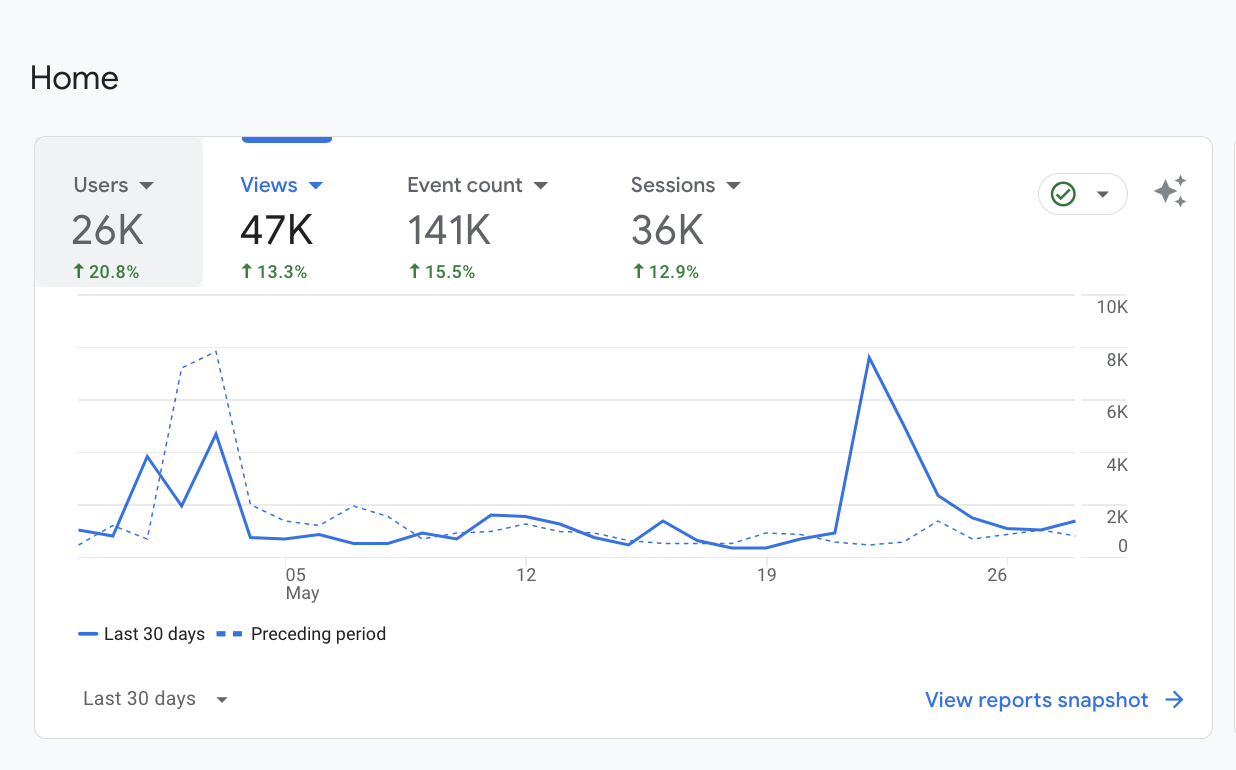 Home
Users Views Event count Sessions
26K 47K 141K 36K
20.8% 13.3% 15.5% 12.9%
10K
8K
6K
4K
2K
0
05 12 19 26
May
Last 30 days Preceding period
Last 30 days View reports snapshot